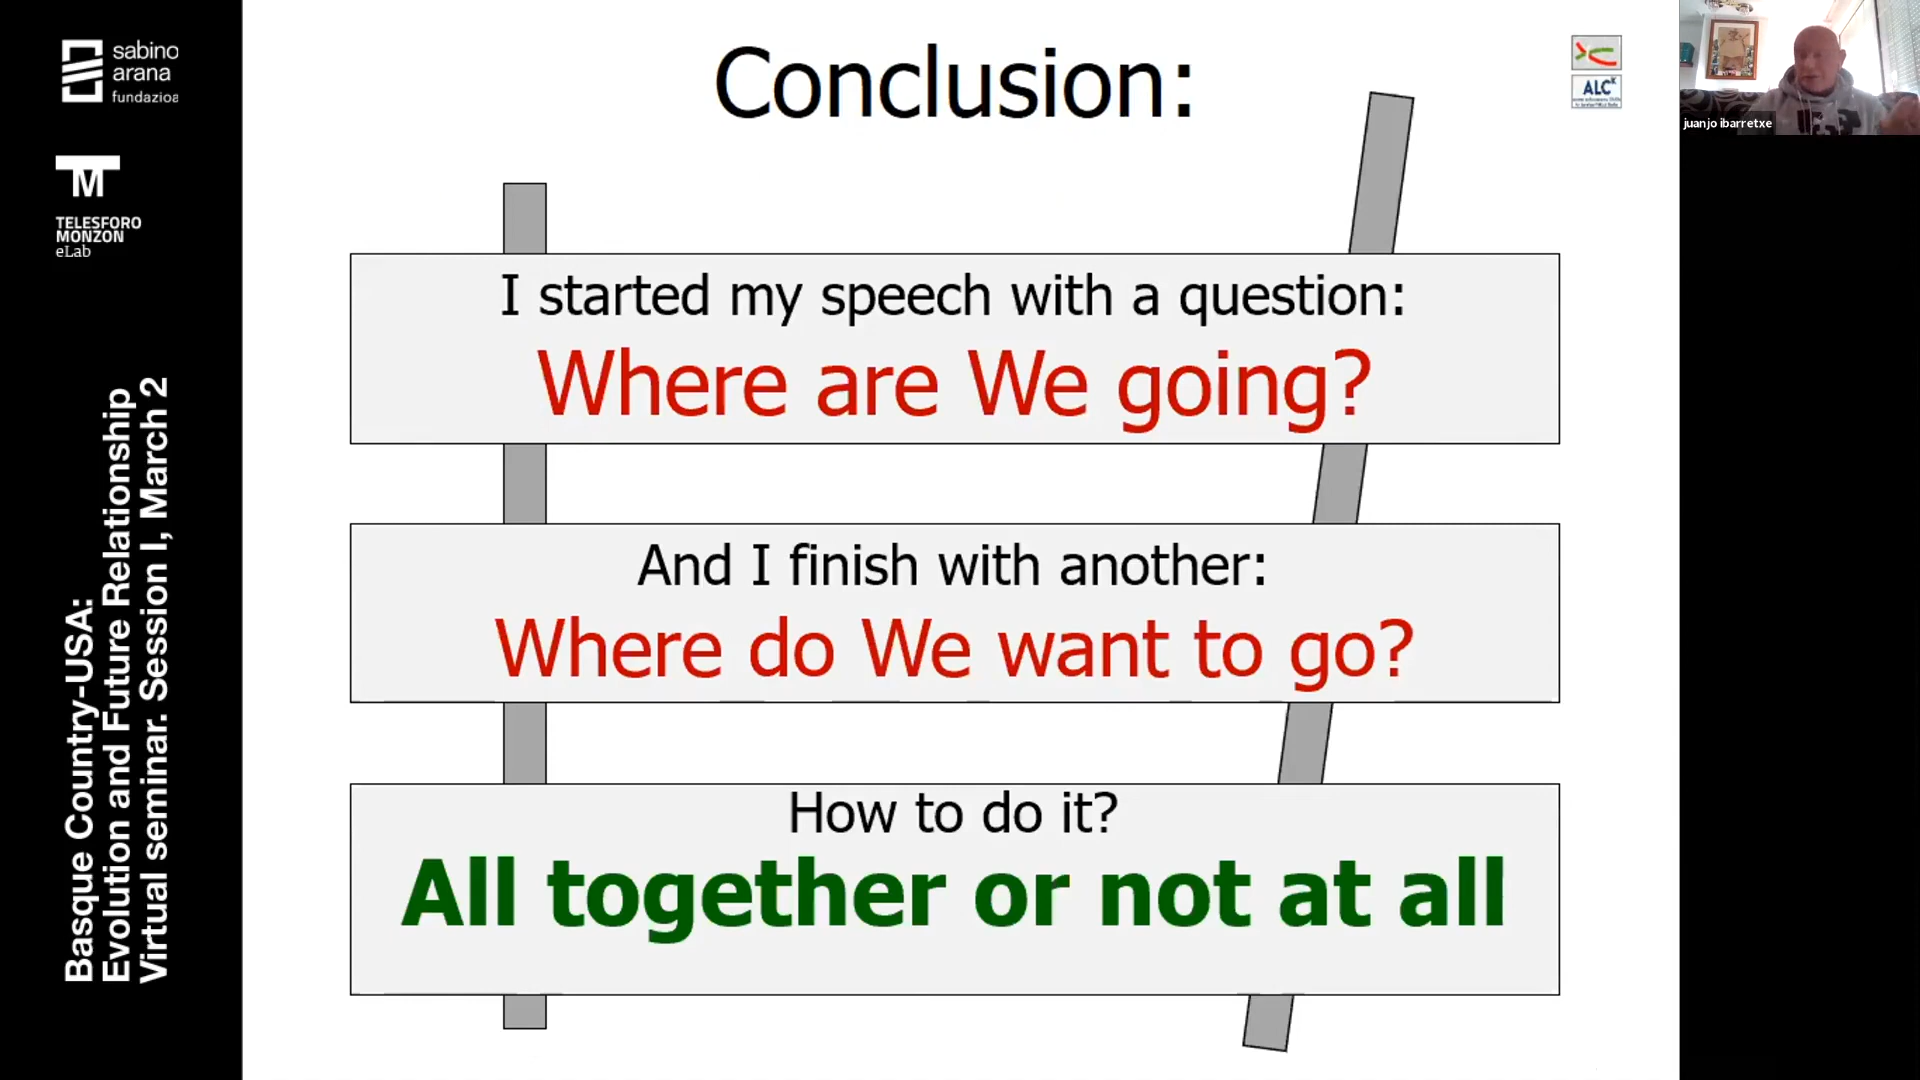 sabino
arana
fundazioa
TM
TELESFORO
MONZON
eLab
Basque Country-USA:
Evolution and Future Relationship
Virtual seminar. Session I, March 2
Conclusion:
I started my speech with a question:
Where are We going?
And I finish with another:
Where do We want to go?
How to do it?
All together or not at all
ALC
juanjo ibarretxe